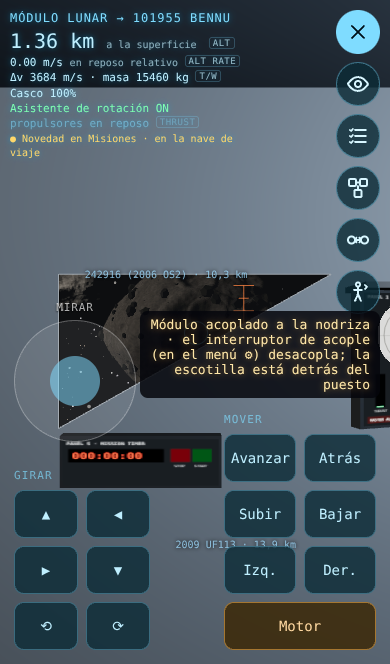 MÓDULO LUNAR → 101955 BENNU
1.36 km a la superficie ALT
0.00 m/s en reposo relativo ALT RATE
Δv 3684 m/s · masa 15460 kg T/W
Casco 100%
Asistente de rotación ON
propulsores en reposo THRUST
● Novedad en Misiones · en la nave de
viaje
242916 (2006 OS2) · 10,3 km
MIRAR
Módulo acoplado a la nodriza
· el interruptor de acople
(en el menú ⚙) desacopla; la
escotilla está detrás del
puesto
MOVER
000:00:00
GIRAR
Avanzar Atrás
▲ ◄ Subir Bajar
2009 UF113 · 13,9 km
► ▼ Izq. Der.
⟲ ⟳ Motor